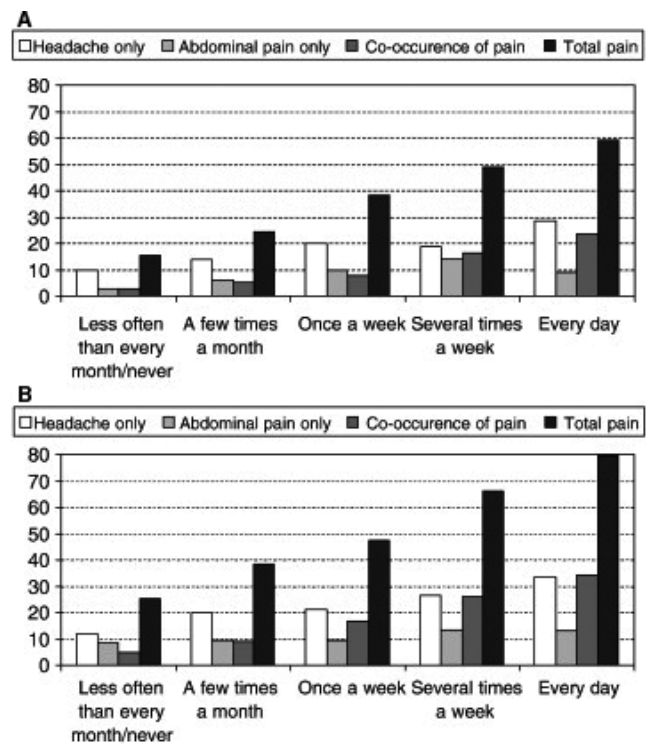 A
Headache only Abdominal pain only Co-occurence of pain Total pain
80
70
60
50
40
30
20
10
0
Less often than every month/never
A few times a month
Once a week
Several times a week
Every day
B
Headache only Abdominal pain only Co-occurence of pain Total pain
80
70
60
50
40
30
20
10
0
Less often than every month/never
A few times a month
Once a week
Several times a week
Every day